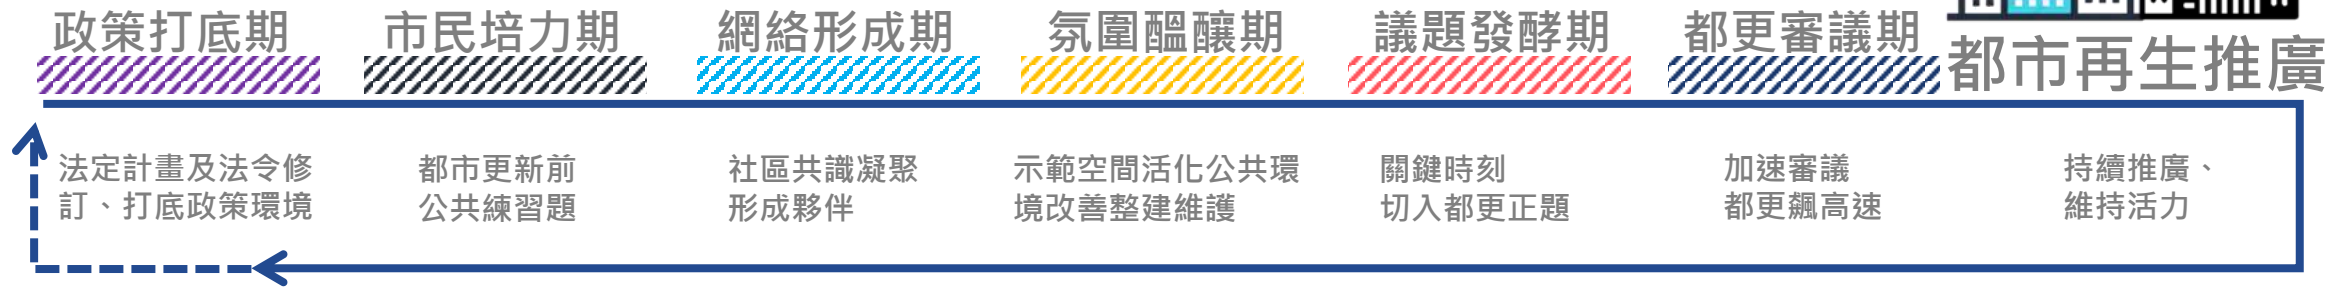 政策打底期
市民培力期
網絡形成期
氛圍醞釀期
議題發酵期
都更審議期
都市再生推廣
法定計畫及法令修
訂、打底政策環境
都市更新前
公共練習題
社區共識凝聚
形成夥伴
示範空間活化公共環
境改善整建維護
關鍵時刻
切入都更正題
加速審議
都更飆高速
持續推廣、
維持活力